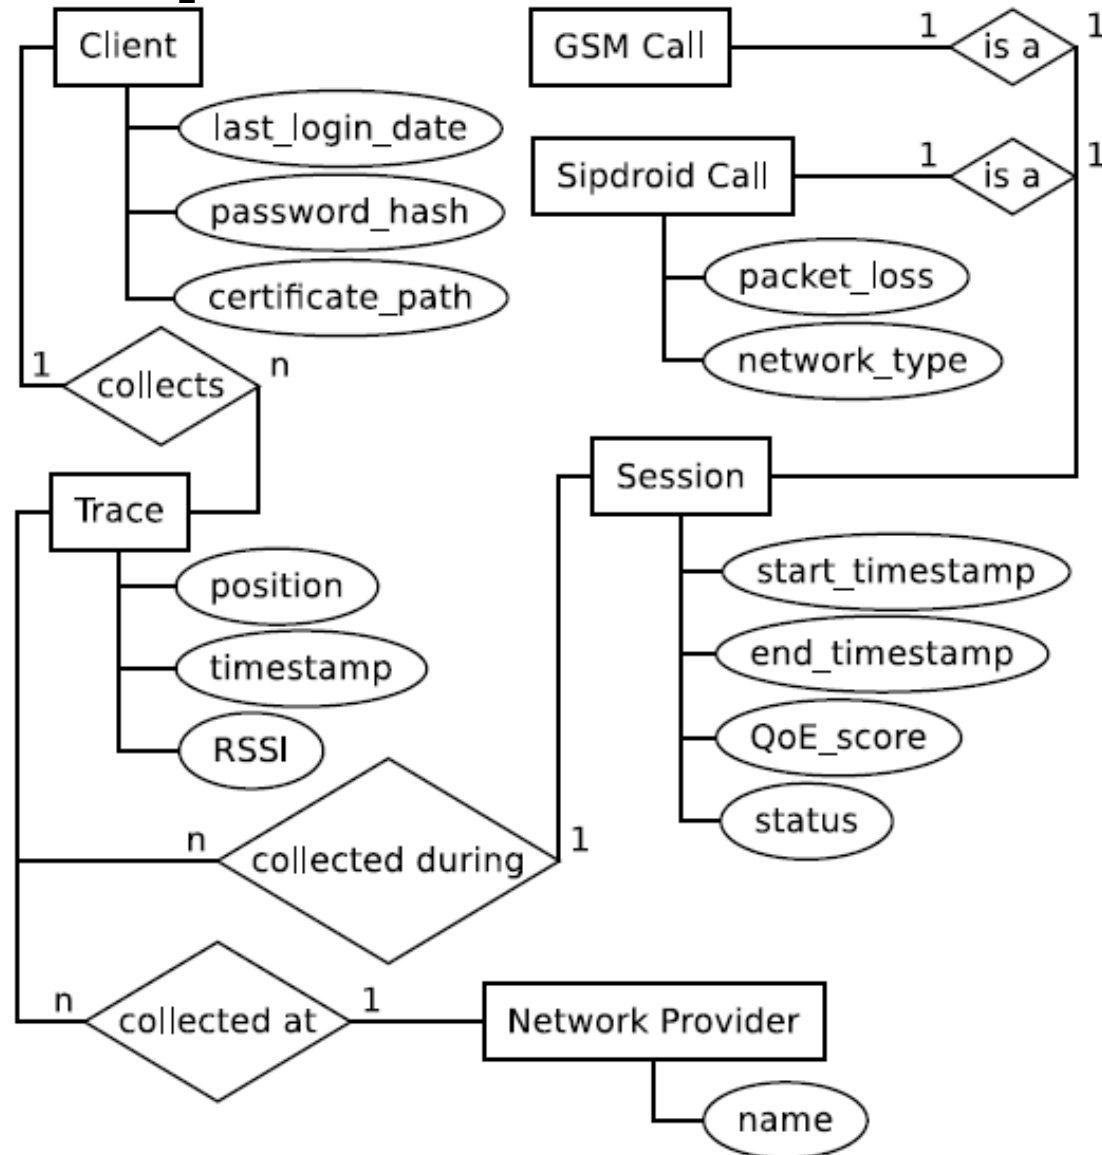 Client
GSM Call
1
is a
1
last_login_date
password_hash
certificate_path
Sipdroid Call
1
is a
1
packet_loss
network_type
1
collects
n
Trace
position
timestamp
RSSI
Session
start_timestamp
end_timestamp
QoE_score
status
n
collected during
1
n
collected at
1
Network Provider
name